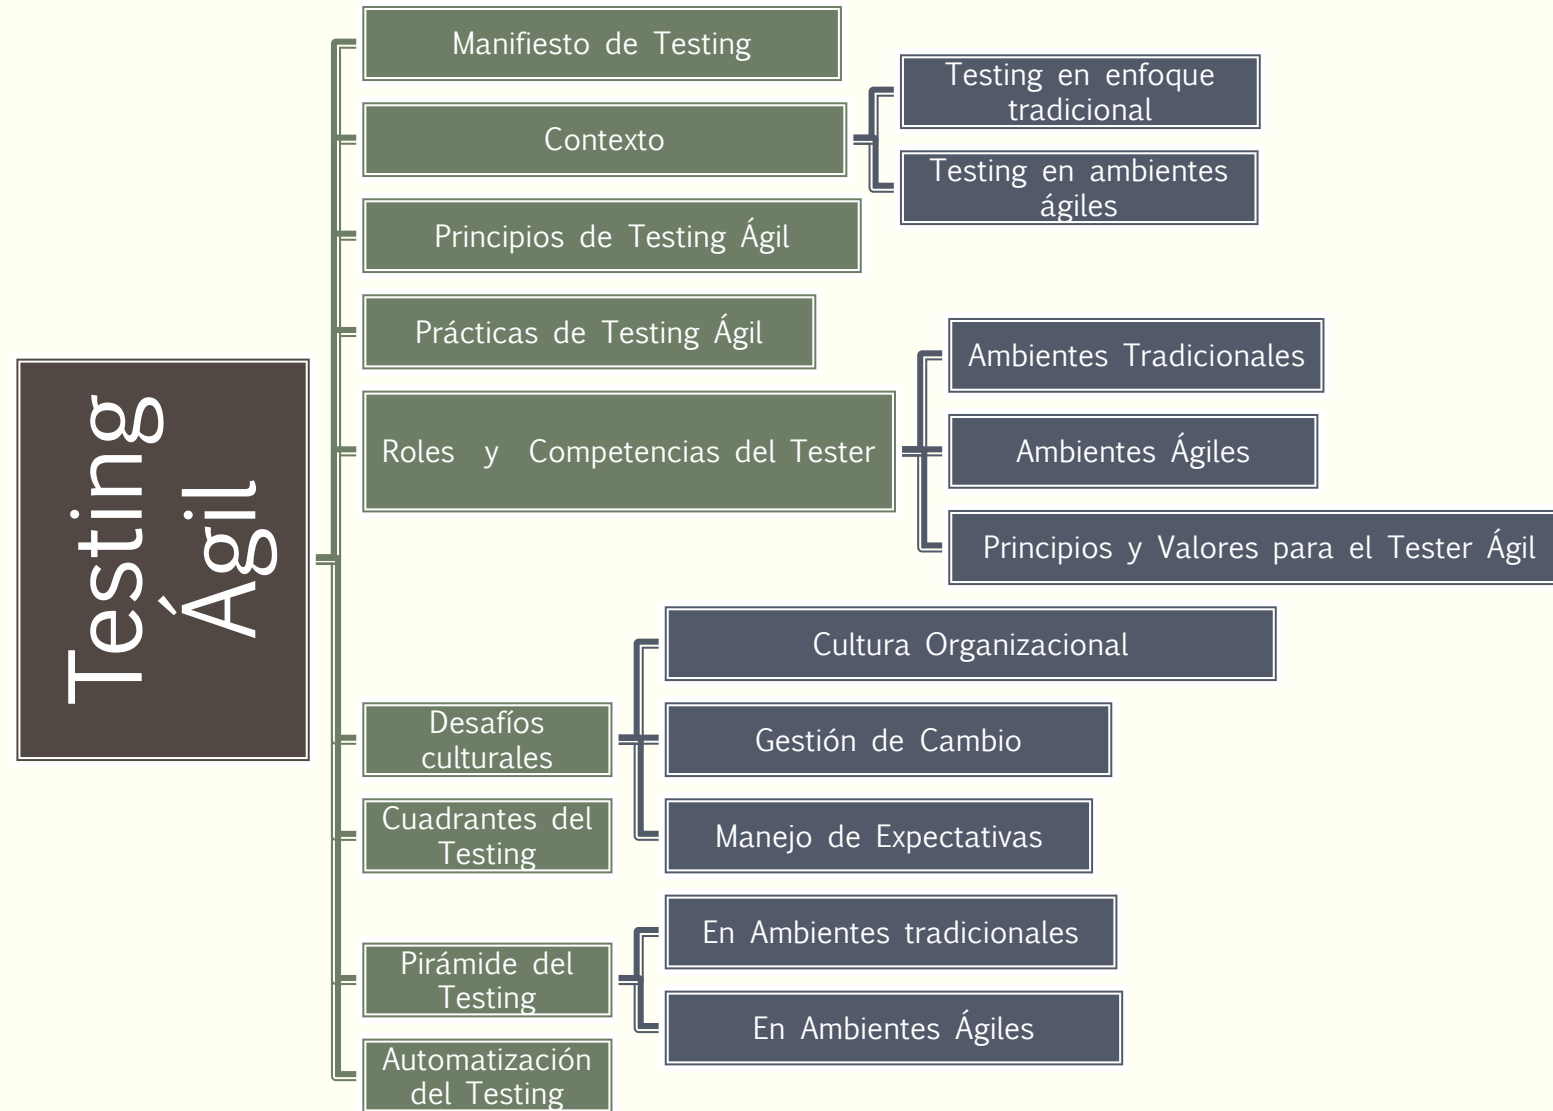 Testing
Ágil
Manifiesto de Testing
Contexto
Testing en enfoque
tradicional
Testing en ambientes
ágiles
Principios de Testing Ágil
Prácticas de Testing Ágil
Roles y Competencias del Tester
Ambientes Tradicionales
Ambientes Ágiles
Principios y Valores para el Tester Ágil
Desafíos
culturales
Cultura Organizacional
Gestión de Cambio
Manejo de Expectativas
Cuadrantes del
Testing
Pirámide del
Testing
En Ambientes tradicionales
En Ambientes Ágiles
Automatización
del Testing